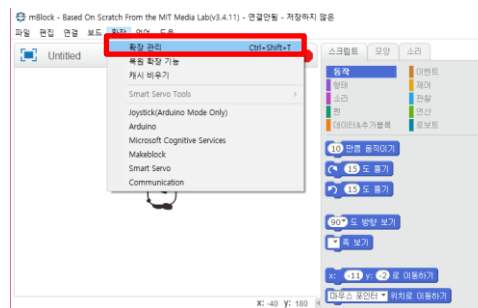 mBlock - Based On Scratch From the MIT Media Lab(v3.4.11) - 연결안됨 - 저장하지 않은
파일 편집 연결 보드 확장 언어 도움
Untitled
확장 관리 Ctrl+Shift+T
복원 확장 기능
캐시 비우기
Smart Servo Tools
Joystick(Arduino Mode Only)
Arduino
Microsoft Cognitive Services
Makeblock
Smart Servo
Communication
스크립트 모양 소리
동작 이벤트
형태 제어
소리 관찰
펜 연산
데이터&추가블록 로보트
10 만큼 움직이기
15 도 돌기
15 도 돌기
90 도 방향 보기
쪽 보기
x: -11 y: -2 로 이동하기
마우스 포인터 위치로 이동하기
X: -40 y: 180